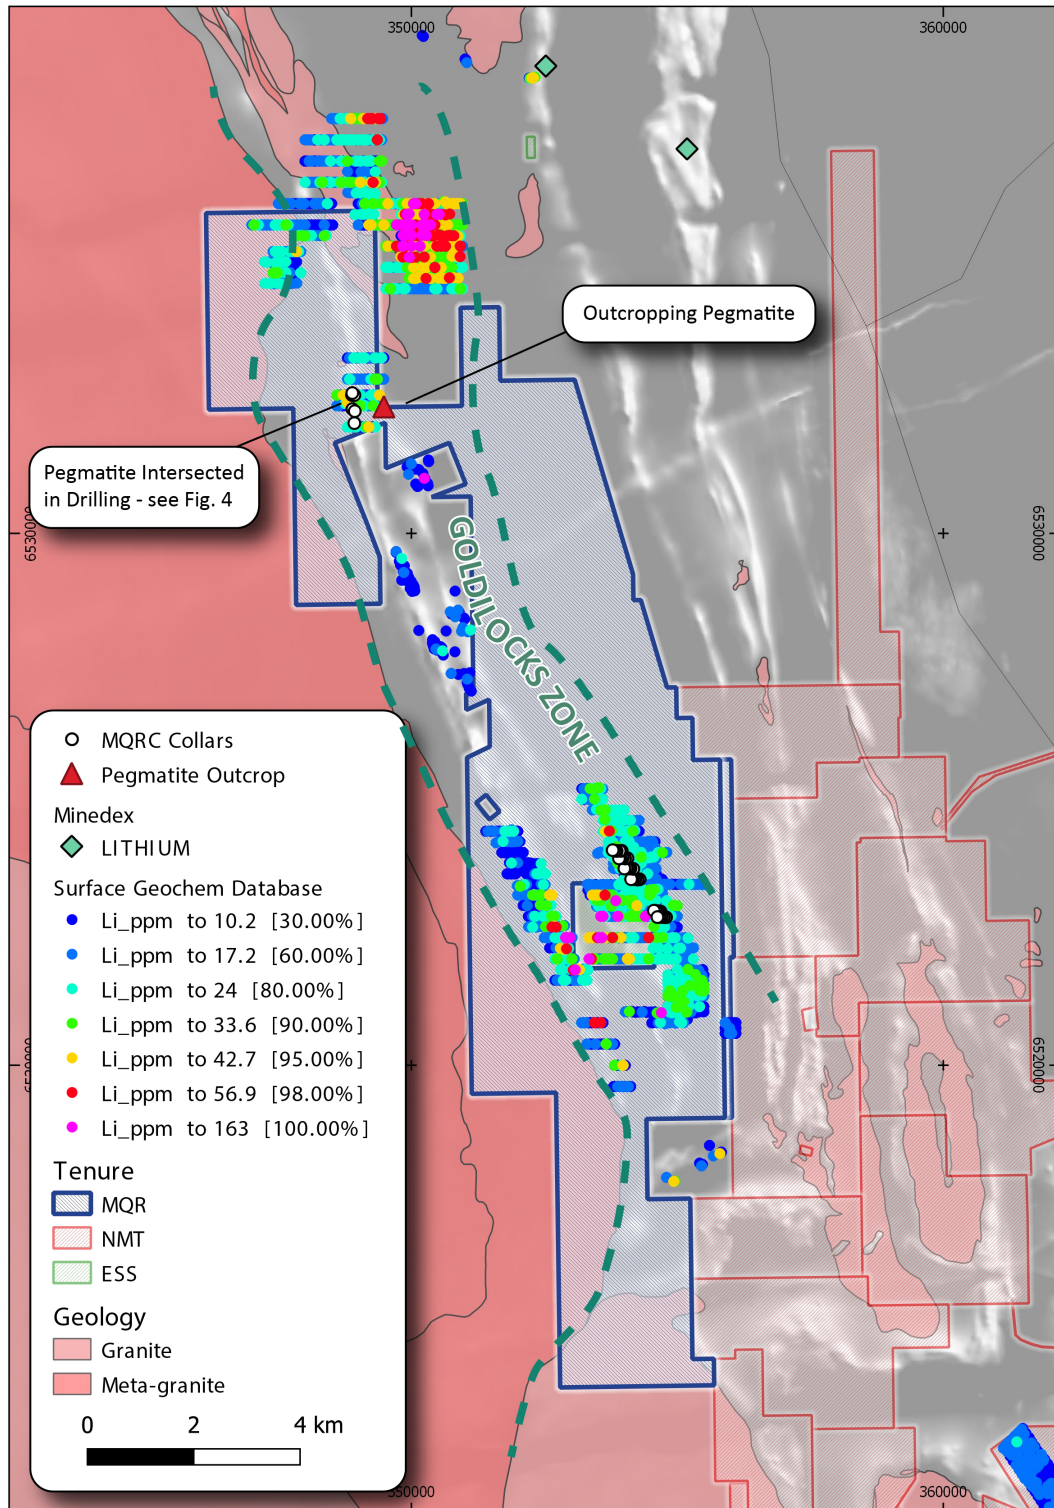 350000
360000
Outcropping Pegmatite
Pegmatite Intersected
in Drilling - see Fig. 4
6530000
6530000
GOLDILOCKS ZONE
MQRC Collars
Pegmatite Outcrop
Minedex
LITHIUM
Surface Geochem Database
Li_ppm to 10.2 [30.00%]
Li_ppm to 17.2 [60.00%]
Li_ppm to 24 [80.00%]
Li_ppm to 33.6 [90.00%]
Li_ppm to 42.7 [95.00%]
Li_ppm to 56.9 [98.00%]
Li_ppm to 163 [100.00%]
Tenure
MQR
NMT
ESS
Geology
Granite
Meta-granite
0 2 4 km
6520000
350000
360000